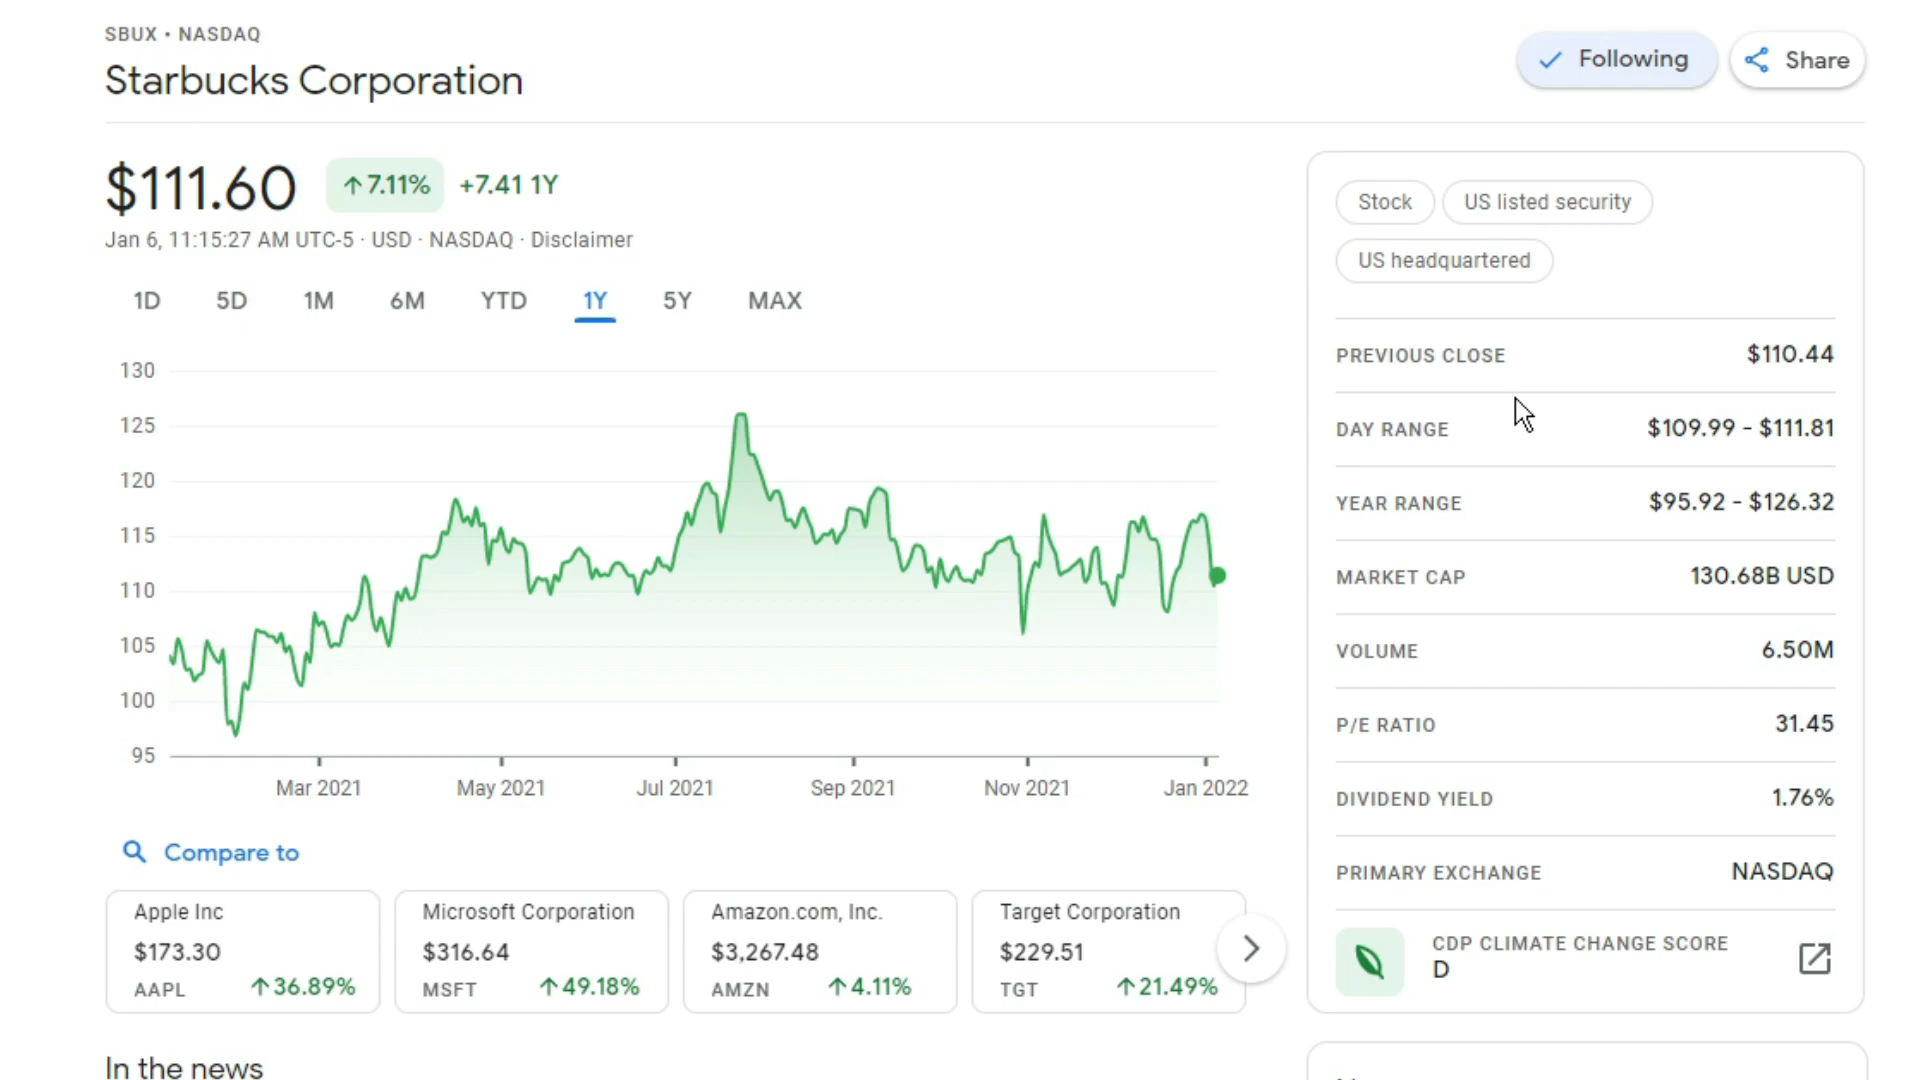 SBUX • NASDAQ
Starbucks Corporation
Following
Share
$111.60
7.11%
+7.41 1Y
Jan 6, 11:15:27 AM UTC-5 · USD · NASDAQ · Disclaimer
1D 5D 1M 6M YTD 1Y 5Y MAX
130
125
120
115
110
105
100
95
Mar 2021 May 2021 Jul 2021 Sep 2021 Nov 2021 Jan 2022
Compare to
Apple Inc
$173.30
AAPL 36.89%
Microsoft Corporation
$316.64
MSFT 49.18%
Amazon.com, Inc.
$3,267.48
AMZN 4.11%
Target Corporation
$229.51
TGT 21.49%
In the news
Stock
US listed security
US headquartered
PREVIOUS CLOSE $110.44
DAY RANGE $109.99 - $111.81
YEAR RANGE $95.92 - $126.32
MARKET CAP 130.68B USD
VOLUME 6.50M
P/E RATIO 31.45
DIVIDEND YIELD 1.76%
PRIMARY EXCHANGE NASDAQ
CDP CLIMATE CHANGE SCORE
D